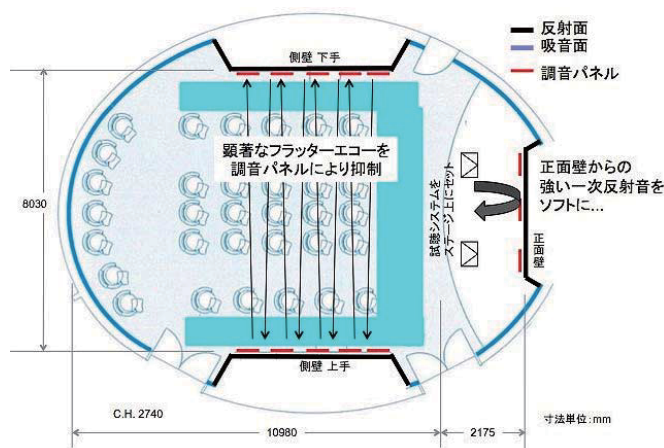 反射面
吸音面
調音パネル
側壁 下手
顕著なフラッターエコーを
調音パネルにより抑制
試聴システムを
ステージ上にセット
正面壁からの
強い一次反射音を
ソフトに…
正面壁
8030
側壁 上手
C.H. 2740
10980
2175
寸法単位:mm